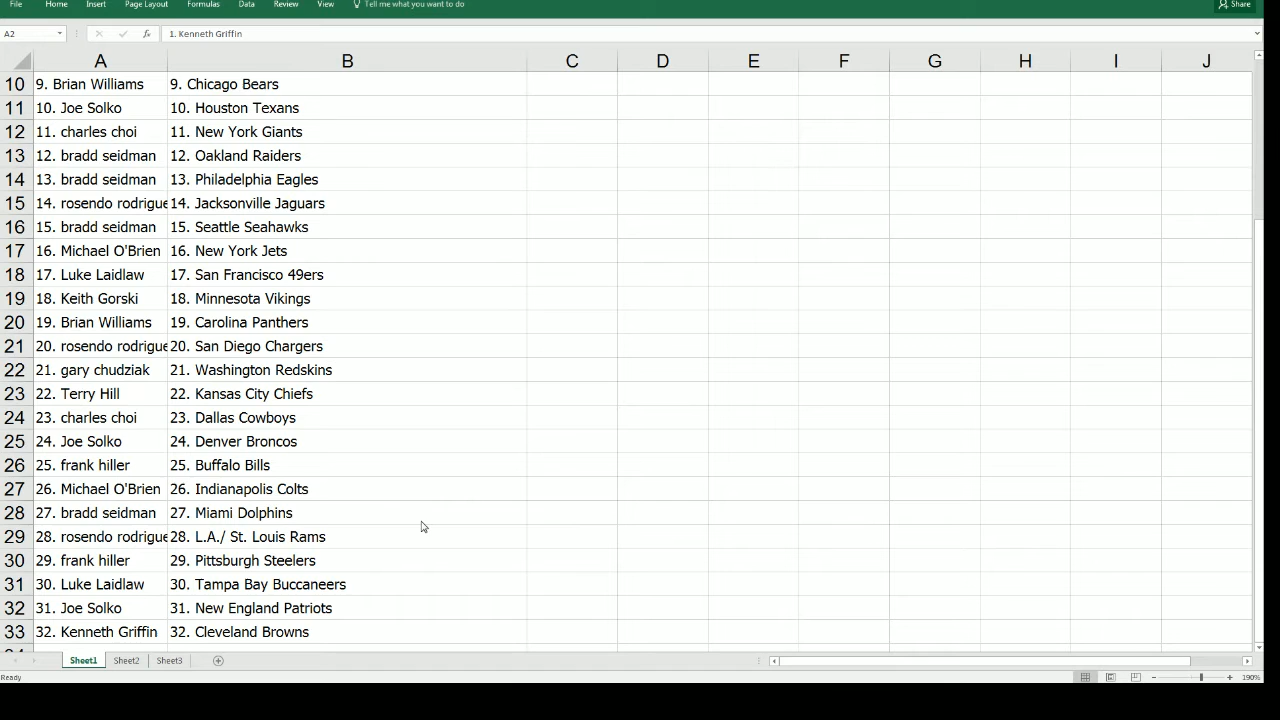 File Home Insert Page Layout Formulas Data Review View Tell me what you want to do Share
A2 fx 1. Kenneth Griffin
A B C D E F G H I J
10 9. Brian Williams 9. Chicago Bears
11 10. Joe Solko 10. Houston Texans
12 11. charles choi 11. New York Giants
13 12. bradd seidman 12. Oakland Raiders
14 13. bradd seidman 13. Philadelphia Eagles
15 14. rosendo rodrigue 14. Jacksonville Jaguars
16 15. bradd seidman 15. Seattle Seahawks
17 16. Michael O'Brien 16. New York Jets
18 17. Luke Laidlaw 17. San Francisco 49ers
19 18. Keith Gorski 18. Minnesota Vikings
20 19. Brian Williams 19. Carolina Panthers
21 20. rosendo rodrigue 20. San Diego Chargers
22 21. gary chudziak 21. Washington Redskins
23 22. Terry Hill 22. Kansas City Chiefs
24 23. charles choi 23. Dallas Cowboys
25 24. Joe Solko 24. Denver Broncos
26 25. frank hiller 25. Buffalo Bills
27 26. Michael O'Brien 26. Indianapolis Colts
28 27. bradd seidman 27. Miami Dolphins
29 28. rosendo rodrigue 28. L.A./ St. Louis Rams
30 29. frank hiller 29. Pittsburgh Steelers
31 30. Luke Laidlaw 30. Tampa Bay Buccaneers
32 31. Joe Solko 31. New England Patriots
33 32. Kenneth Griffin 32. Cleveland Browns
Sheet1 Sheet2 Sheet3
Ready 190%